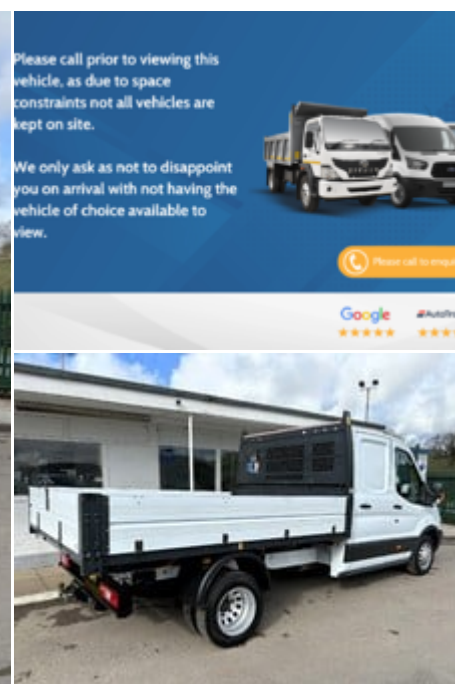 Please call prior to viewing this
vehicle, as due to space
constraints not all vehicles are
kept on site.
We only ask as not to disappoint
you on arrival with not having the
vehicle of choice available to
view.
Please call to enqui
Google
AutoTra